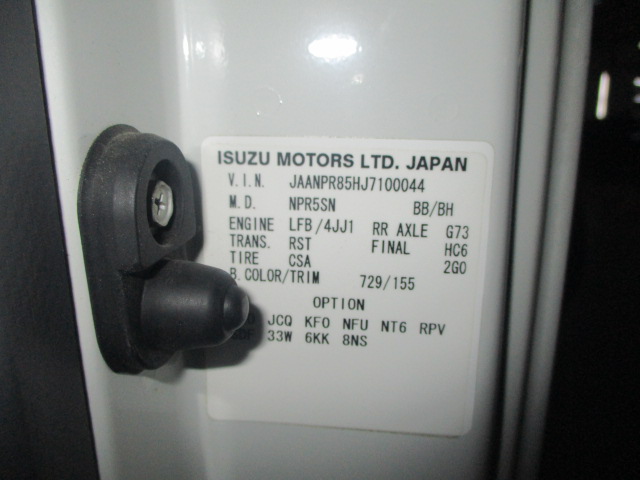 ISUZU MOTORS LTD. JAPAN
V.I.N. JAANPR85HJ7100044
M.D. NPR5SN BB/BH
ENGINE LFB/4JJ1 RR AXLE G73
TRANS. RST FINAL HC6
TIRE CSA 2G0
B.COLOR/TRIM 729/155
OPTION
JCQ KF0 NFU NT6 RPV
33W 6KK 8NS